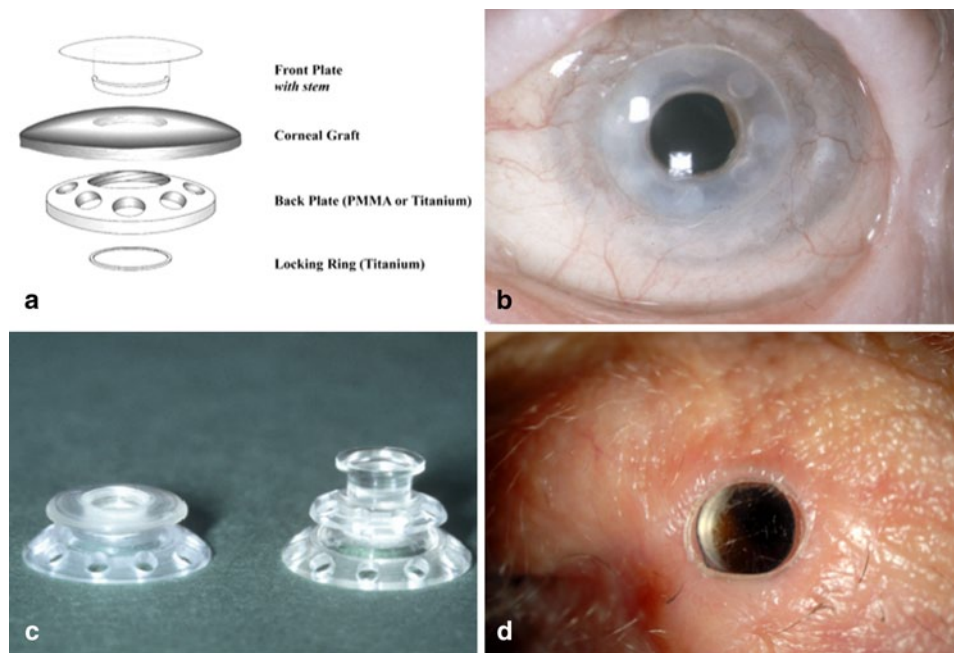 Front Plate
with stem
Corneal Graft
Back Plate (PMMA or Titanium)
Locking Ring (Titanium)
a
b
c
d